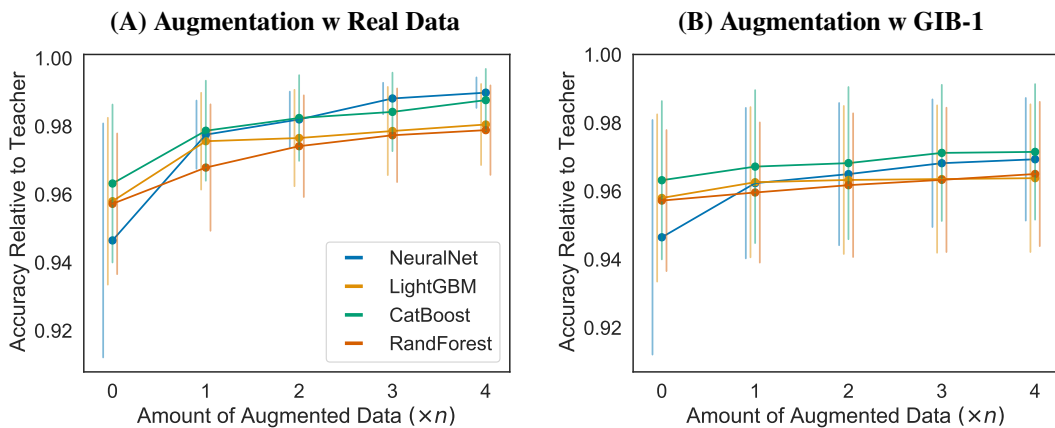 (A) Augmentation w Real Data
Accuracy Relative to Teacher
1.00
0.98
0.96
0.94
0.92
NeuralNet
LightGBM
CatBoost
RandForest
0 1 2 3 4
Amount of Augmented Data (×n)
(B) Augmentation w GIB-1
Accuracy Relative to Teacher
1.00
0.98
0.96
0.94
0.92
0 1 2 3 4
Amount of Augmented Data (×n)